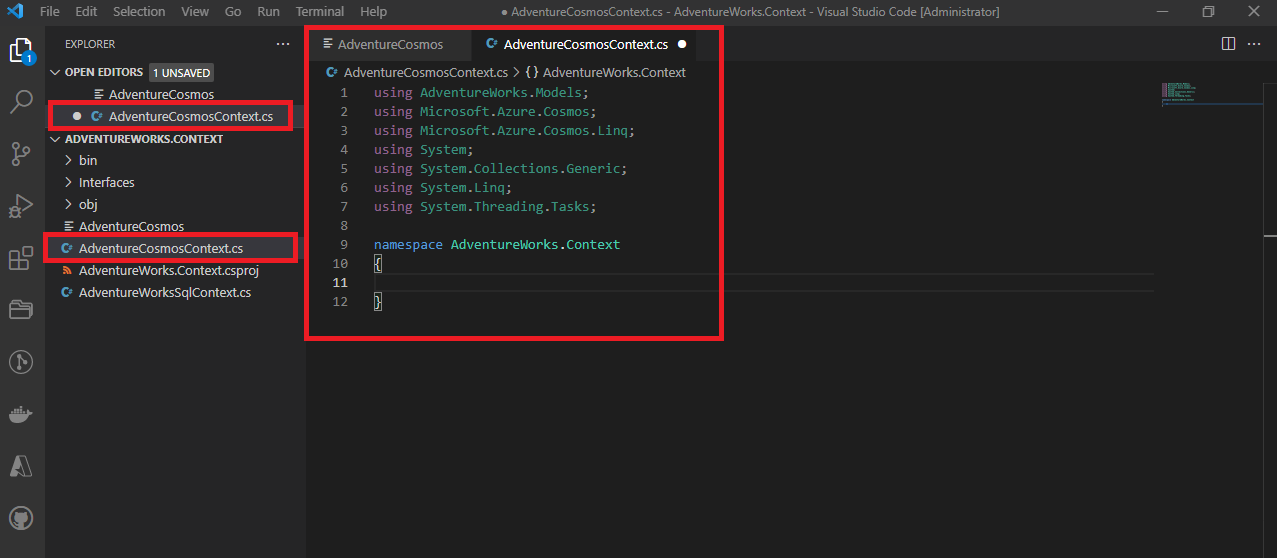 File Edit Selection View Go Run Terminal Help
● AdventureCosmosContext.cs - AdventureWorks.Context - Visual Studio Code [Administrator]
1
EXPLORER
OPEN EDITORS 1 UNSAVED
AdventureCosmos
AdventureCosmosContext.cs
ADVENTUREWORKS.CONTEXT
bin
Interfaces
obj
AdventureCosmos
AdventureCosmosContext.cs
AdventureWorks.Context.csproj
AdventureWorksSqlContext.cs
AdventureCosmos
C# AdventureCosmosContext.cs ●
C# AdventureCosmosContext.cs > {} AdventureWorks.Context
1 using AdventureWorks.Models;
2 using Microsoft.Azure.Cosmos;
3 using Microsoft.Azure.Cosmos.Linq;
4 using System;
5 using System.Collections.Generic;
6 using System.Linq;
7 using System.Threading.Tasks;
8
9 namespace AdventureWorks.Context
10 {
11
12 }